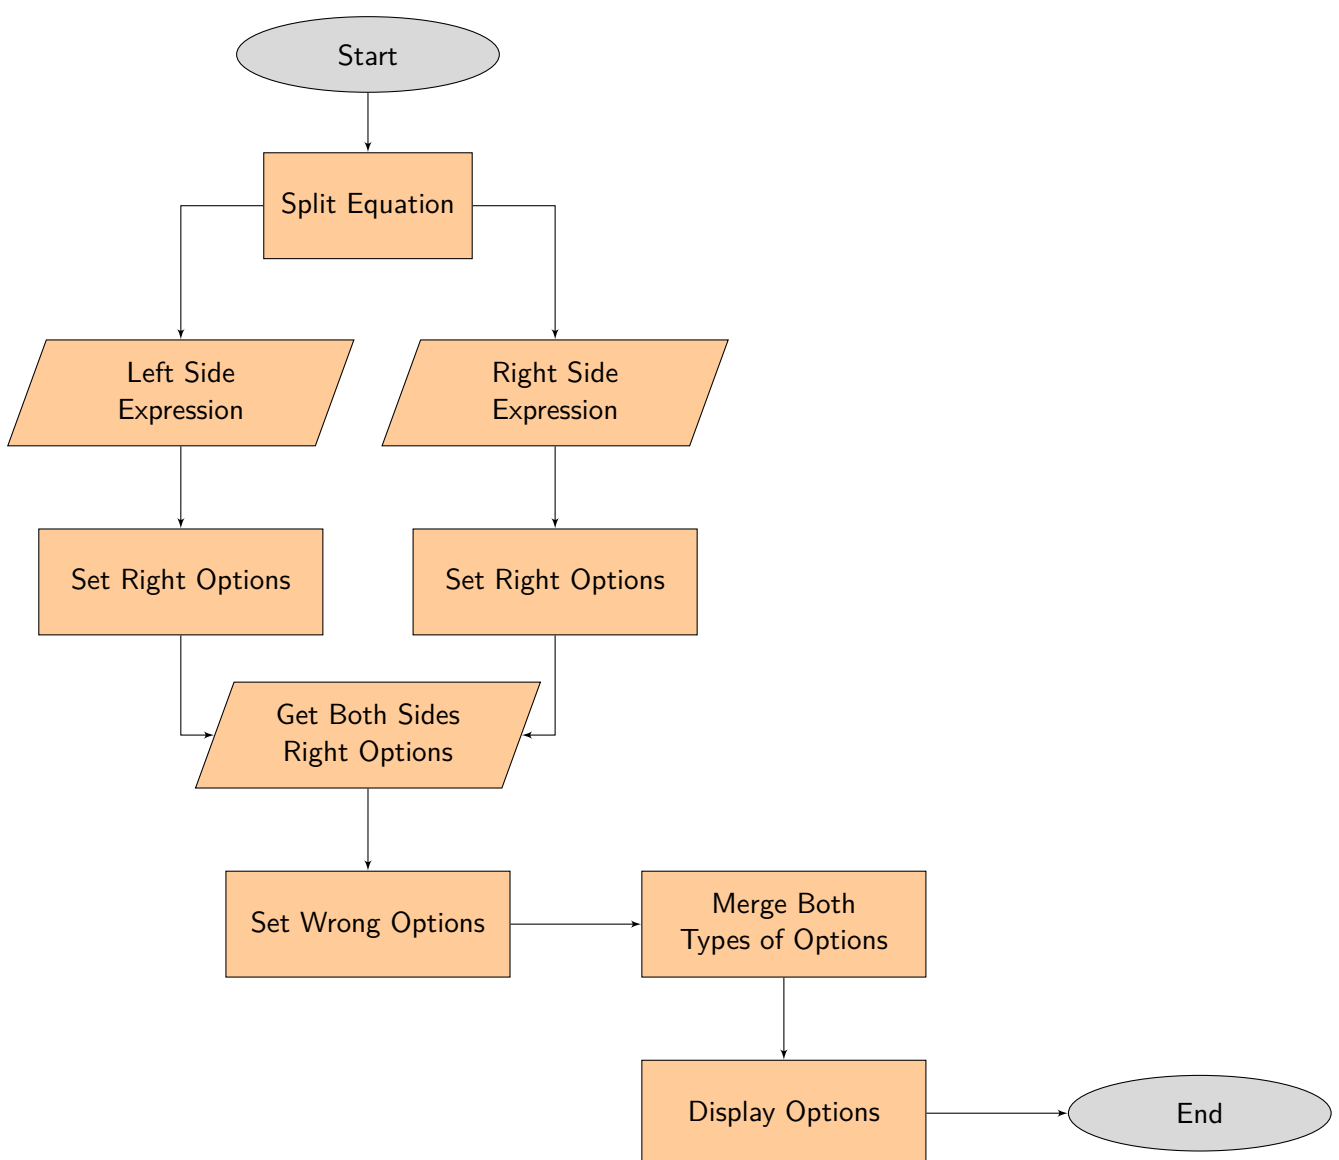 Start
Split Equation
Left Side
Expression
Right Side
Expression
Set Right Options
Set Right Options
Get Both Sides
Right Options
Set Wrong Options
Merge Both
Types of Options
Display Options
End